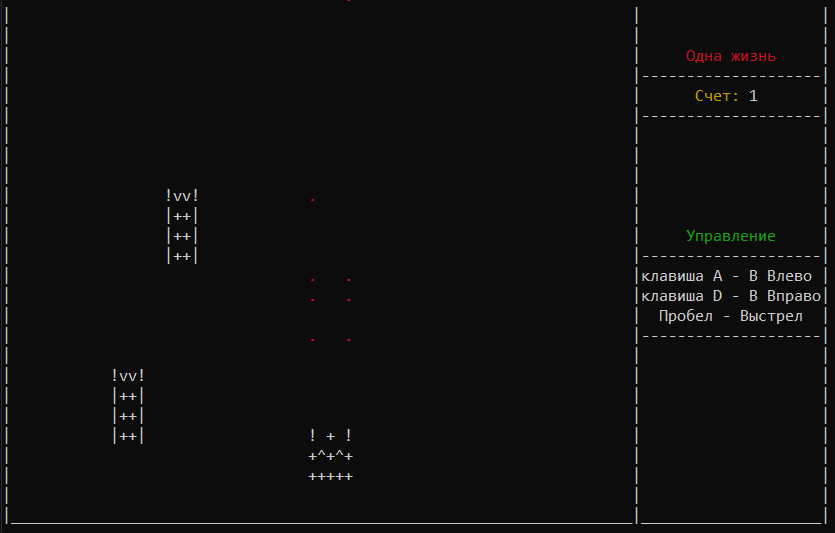 Одна жизнь
--------------------
Счет: 1
--------------------
!vv!
|++|
|++|
|++|
Управление
--------------------
клавиша A - В Влево
клавиша D - В Вправо
Пробел - Выстрел
--------------------
!vv!
|++|
|++|
|++|
! + !
+^+^+
+++++